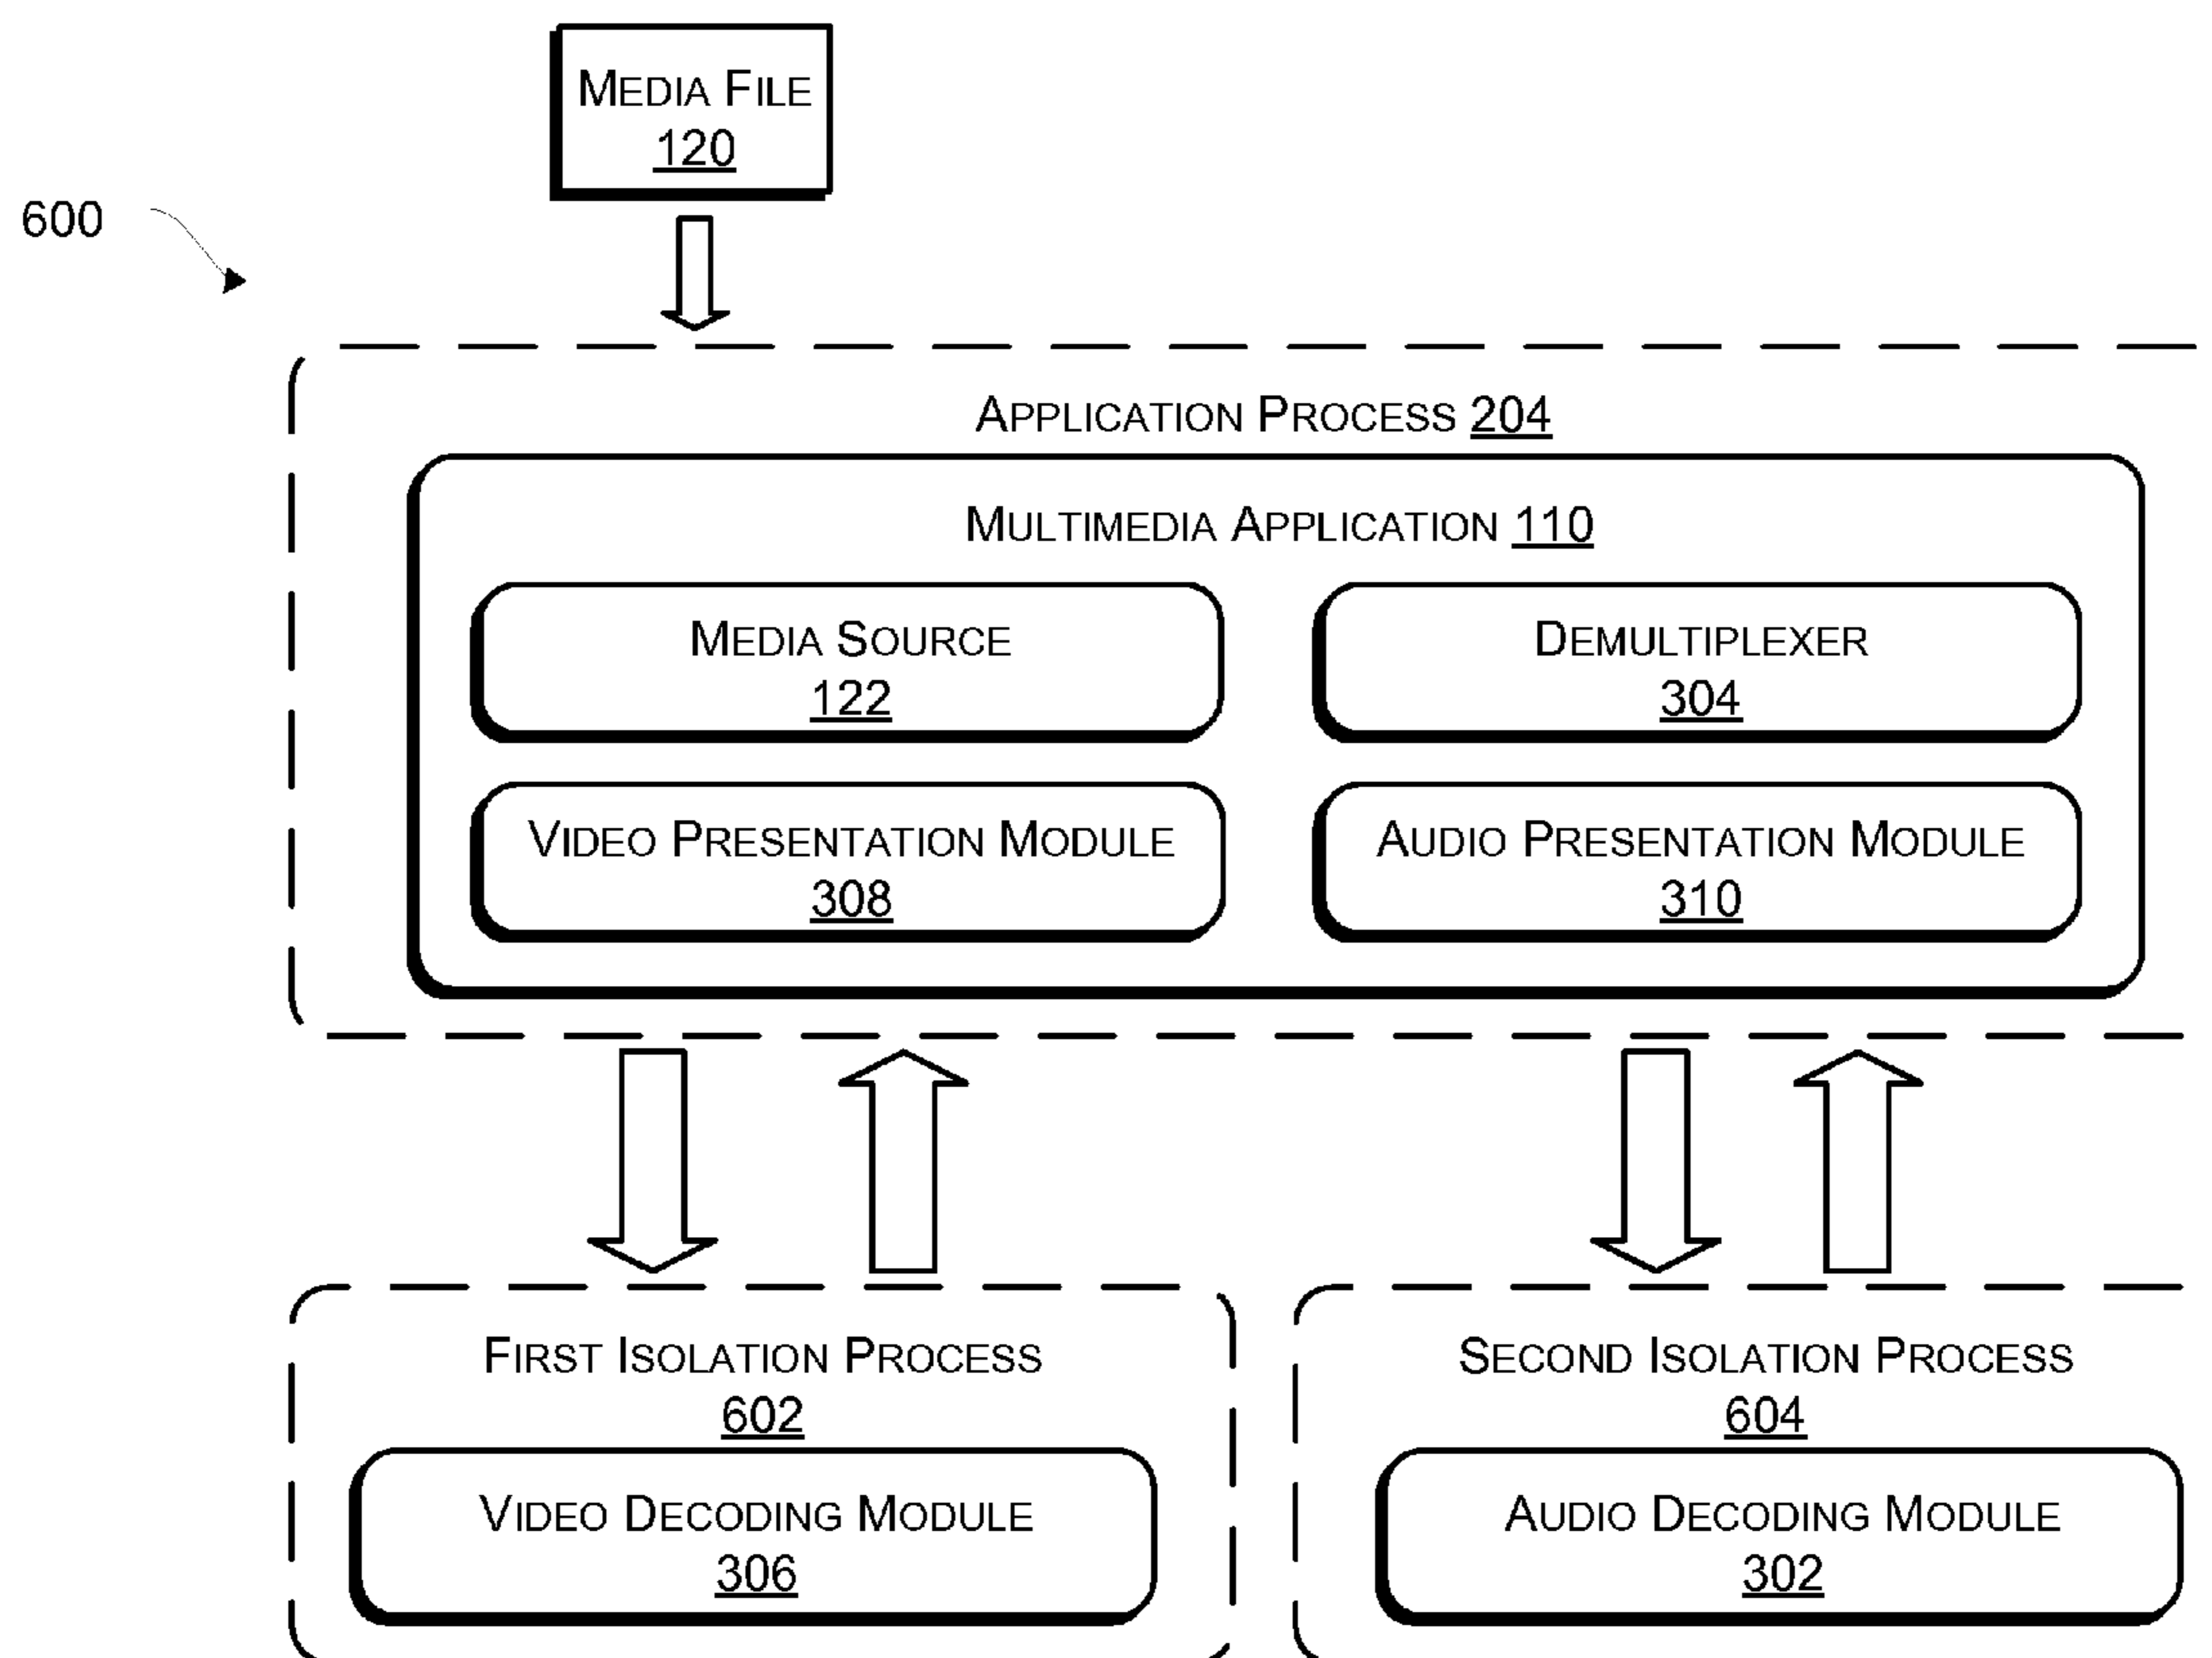 MEDIA FILE
120
600
APPLICATION PROCESS 204
MULTIMEDIA APPLICATION 110
MEDIA SOURCE
122
DEMULTIPLEXER
304
VIDEO PRESENTATION MODULE
308
AUDIO PRESENTATION MODULE
310
FIRST ISOLATION PROCESS
602
VIDEO DECODING MODULE
306
SECOND ISOLATION PROCESS
604
AUDIO DECODING MODULE
302